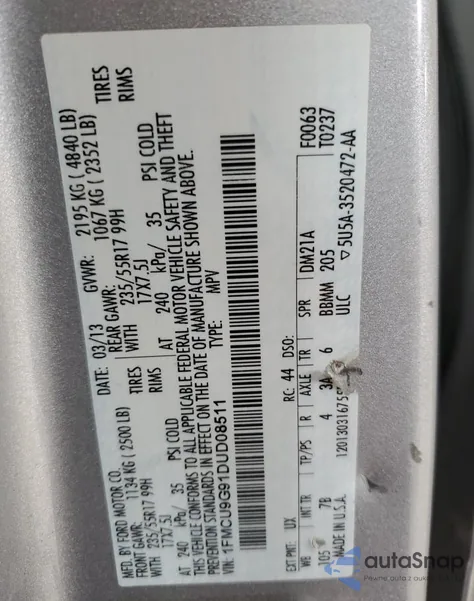 MFD. BY FORD MOTOR CO.
DATE: 03/13 GVWR: 2195 KG ( 4840 LB)
FRONT GAWR: 1134 KG ( 2500 LB) REAR GAWR: 1067 KG ( 2352 LB)
WITH 235/55R17 99H TIRES WITH 235/55R17 99H TIRES
17X7.5J RIMS 17X7.5J RIMS
AT 240 kPa/ 35 PSI COLD AT 240 kPa/ 35 PSI COLD
THIS VEHICLE CONFORMS TO ALL APPLICABLE FEDERAL MOTOR VEHICLE SAFETY AND THEFT
PREVENTION STANDARDS IN EFFECT ON THE DATE OF MANUFACTURE SHOWN ABOVE.
VIN: 1FMCU9G91DUD08511 TYPE: MPV
F0063
T0237
EXT PNT: UX RC: 44 DSO:
WB INT TR TP/PS R AXLE TR SPR DM21A
105 7B 4 3A 6 BBMM 205
ULC
MADE IN U.S.A. ▽5U5A-3520472-AA
autoSnap